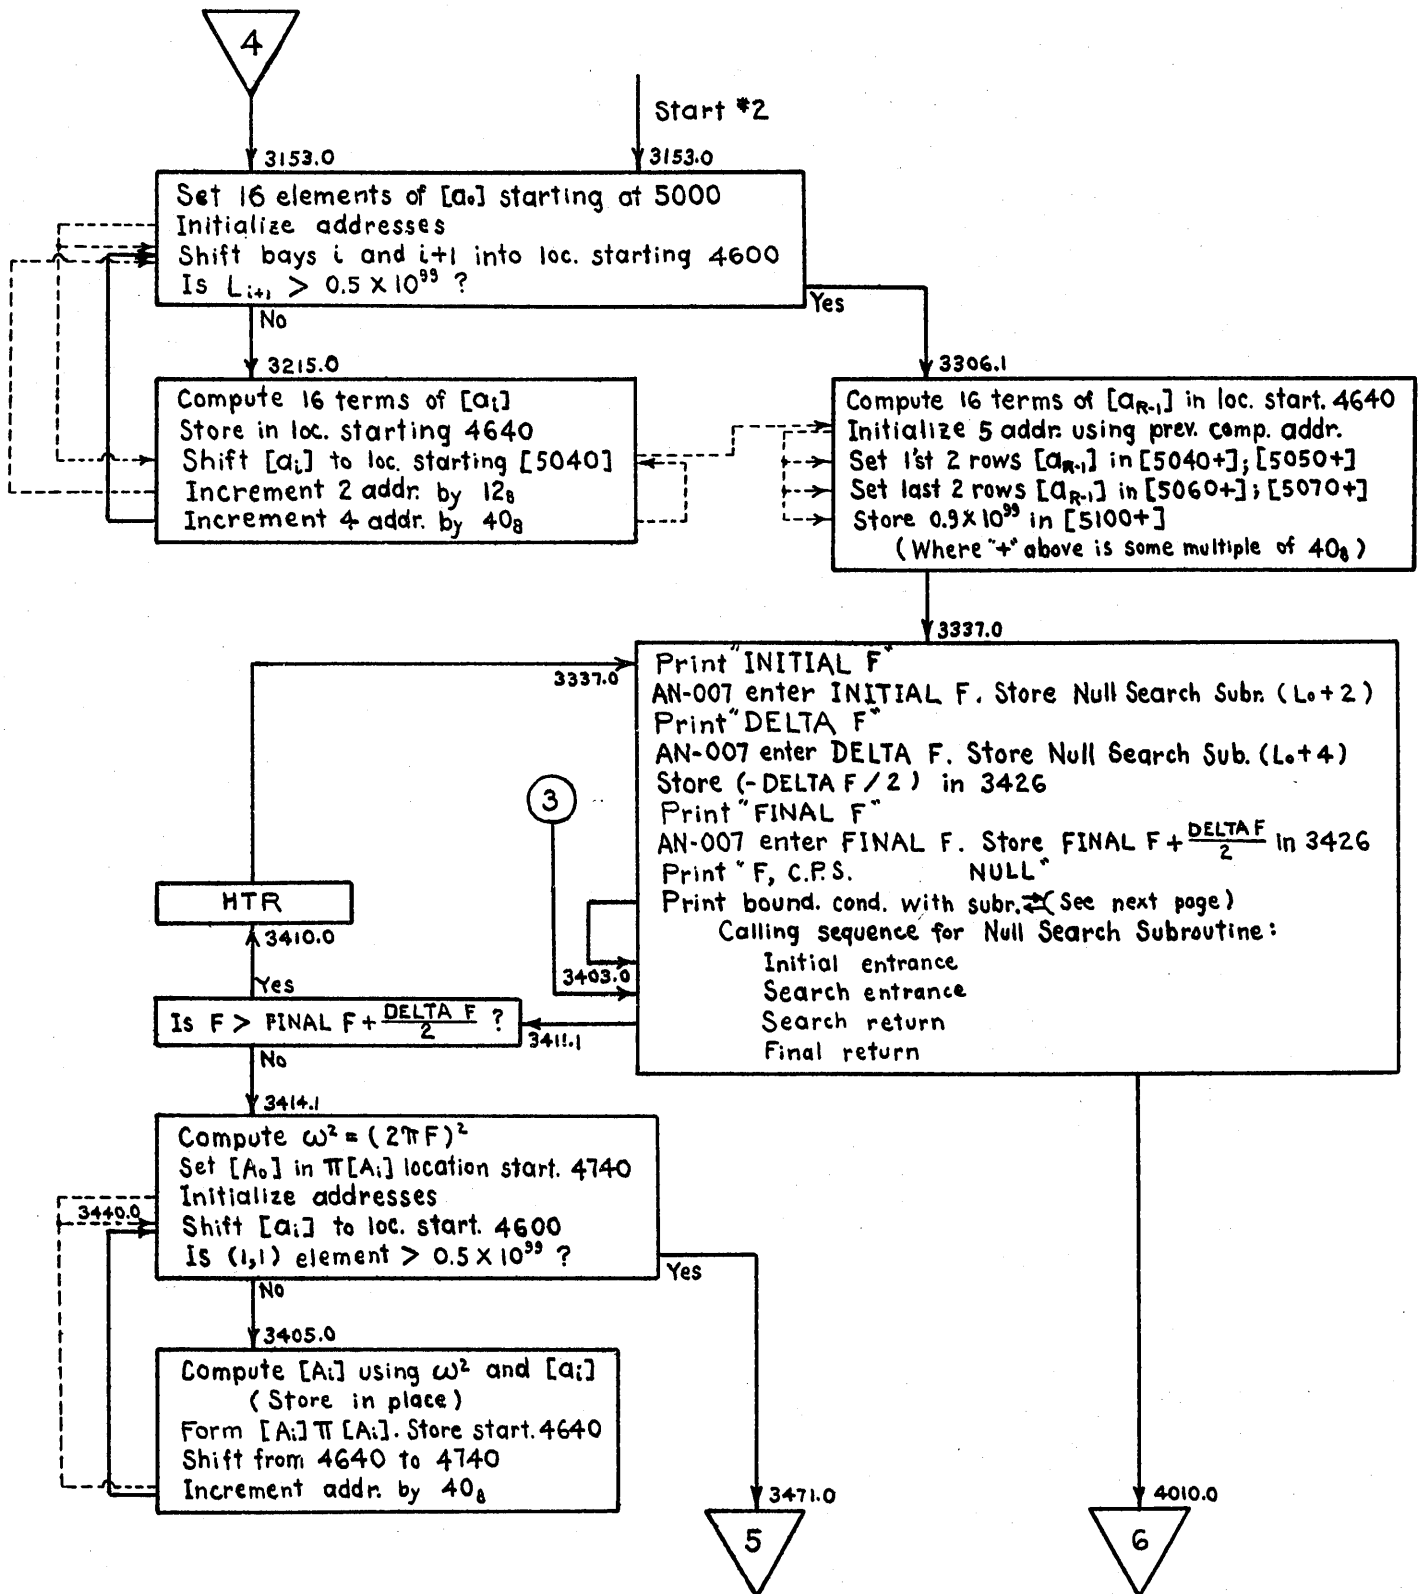 4
Start #2
3153.0
3153.0
Set 16 elements of [a₀] starting at 5000
Initialize addresses
Shift bays i and i+1 into loc. starting 4600
Is Lᵢ₊₁ > 0.5 X 10⁹⁹ ?
No
Yes
3215.0
Compute 16 terms of [aᵢ]
Store in loc. starting 4640
Shift [aᵢ] to loc. starting [5040]
Increment 2 addr. by 12₈
Increment 4 addr. by 40₈
3306.1
Compute 16 terms of [a_R-1] in loc. start. 4640
Initialize 5 addr. using prev. comp. addr.
Set 1'st 2 rows [a_R-1] in [5040+]; [5050+]
Set last 2 rows [a_R-1] in [5060+]; [5070+]
Store 0.9X10⁹⁹ in [5100+]
(Where "+" above is some multiple of 40₈)
3337.0
3337.0
Print "INITIAL F"
AN-007 enter INITIAL F. Store Null Search Subr. (L₀+2)
Print "DELTA F"
AN-007 enter DELTA F. Store Null Search Sub. (L₀+4)
Store (-DELTA F/2) in 3426
Print "FINAL F"
AN-007 enter FINAL F. Store FINAL F + DELTA F/2 in 3426
Print "F, C.P.S. NULL"
Print bound. cond. with subr. ⇄ (See next page)
Calling sequence for Null Search Subroutine:
Initial entrance
Search entrance
Search return
Final return
3
3403.0
3411.1
HTR
3410.0
Yes
Is F > FINAL F + DELTA F/2 ?
No
3414.1
Compute ω² = (2πF)²
Set [A₀] in π[Aᵢ] location start. 4740
Initialize addresses
3440.0
Shift [aᵢ] to loc. start. 4600
Is (1,1) element > 0.5 X 10⁹⁹ ?
No
Yes
3405.0
Compute [Aᵢ] using ω² and [aᵢ]
(Store in place)
Form [Aᵢ] π [Aᵢ]. Store start. 4640
Shift from 4640 to 4740
Increment addr. by 40₈
3471.0
5
4010.0
6